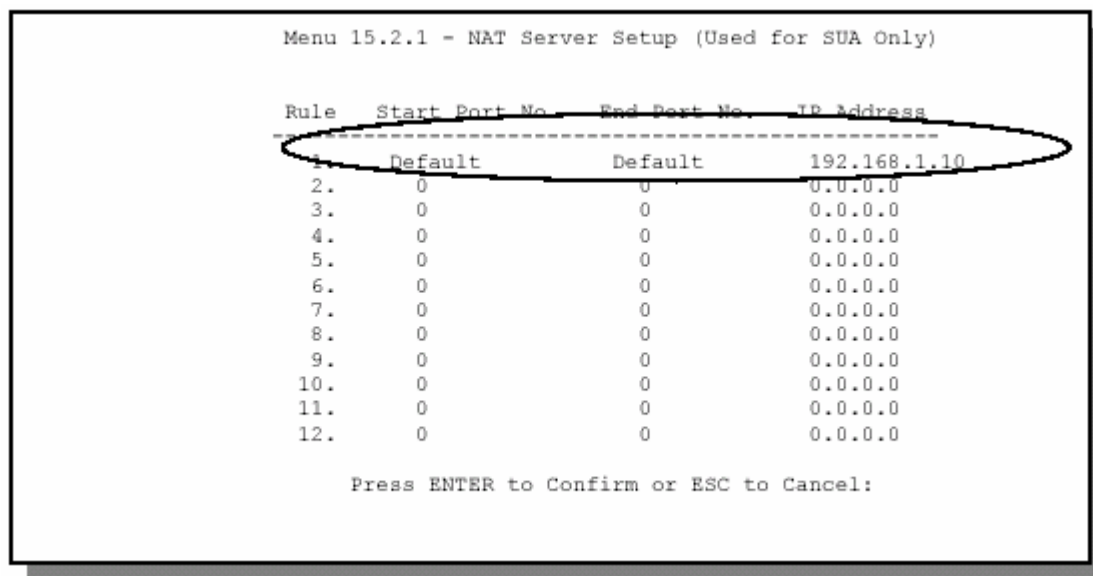 Menu 15.2.1 - NAT Server Setup (Used for SUA Only)
Rule Start Port No. End Port No. IP Address
---------------------------------------------------
1. Default Default 192.168.1.10
2. 0 0 0.0.0.0
3. 0 0 0.0.0.0
4. 0 0 0.0.0.0
5. 0 0 0.0.0.0
6. 0 0 0.0.0.0
7. 0 0 0.0.0.0
8. 0 0 0.0.0.0
9. 0 0 0.0.0.0
10. 0 0 0.0.0.0
11. 0 0 0.0.0.0
12. 0 0 0.0.0.0
Press ENTER to Confirm or ESC to Cancel: